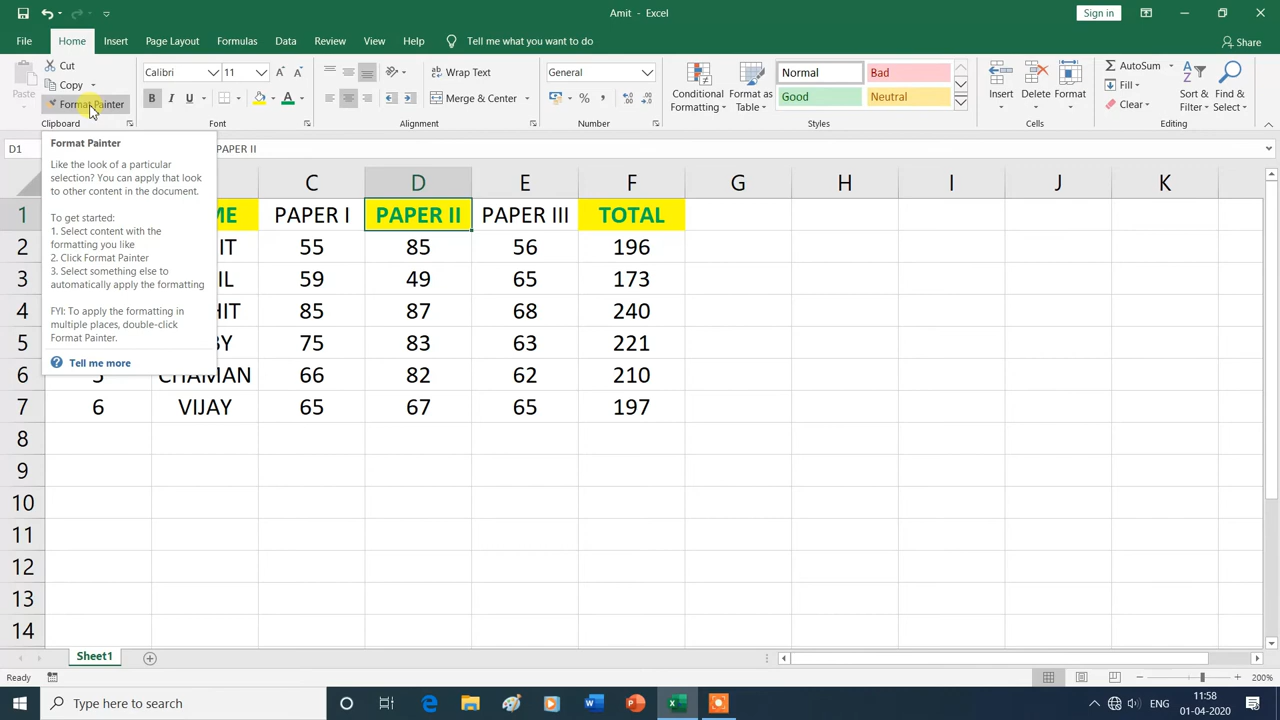 Amit - Excel
Sign in
File Home Insert Page Layout Formulas Data Review View Help Tell me what you want to do Share
Cut
Copy
Format Painter
Paste
Clipboard
Calibri 11
B I U
Font
Wrap Text
Merge & Center
Alignment
General
%
Number
Conditional Formatting
Format as Table
Normal Bad
Good Neutral
Styles
Insert Delete Format
Cells
AutoSum
Fill
Clear
Sort & Filter
Find & Select
Editing
D1 PAPER II
Format Painter
Like the look of a particular
selection? You can apply that look
to other content in the document.
To get started:
1. Select content with the
formatting you like
2. Click Format Painter
3. Select something else to
automatically apply the formatting
FYI: To apply the formatting in
multiple places, double-click
Format Painter.
Tell me more
C D E F G H I J K
1 PAPER I PAPER II PAPER III TOTAL
2 55 85 56 196
3 59 49 65 173
4 85 87 68 240
5 75 83 63 221
6 CHAMAN 66 82 62 210
7 6 VIJAY 65 67 65 197
8
9
10
11
12
13
14
Sheet1
Ready
200%
Type here to search
ENG
11:58
01-04-2020